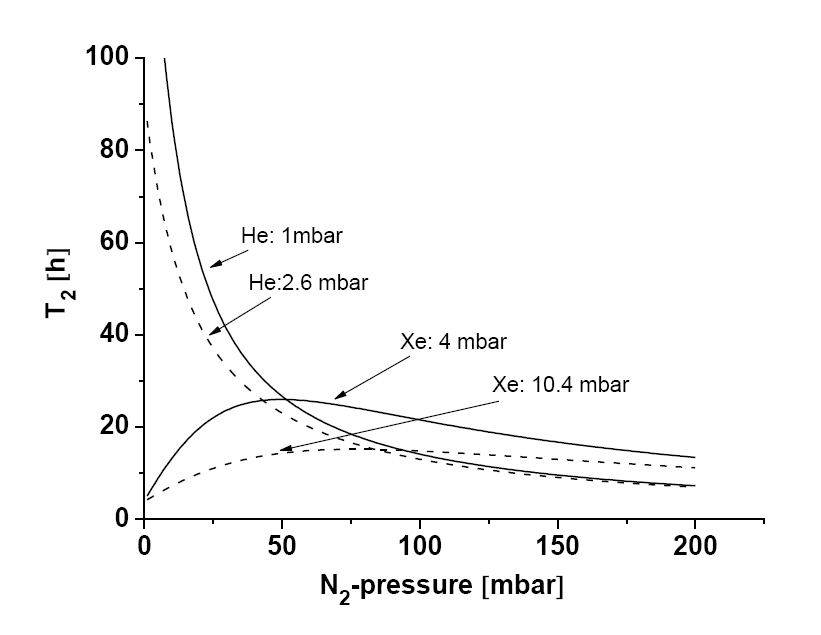 100
80
60
40
20
0
T2 [h]
He: 1mbar
He:2.6 mbar
Xe: 4 mbar
Xe: 10.4 mbar
0 50 100 150 200
N2-pressure [mbar]